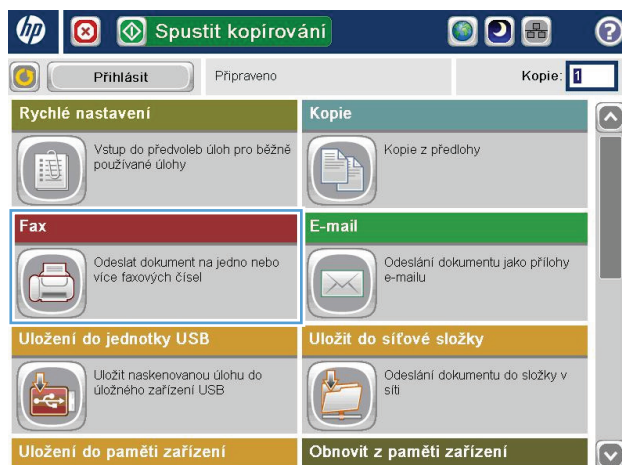 hp
Spustit kopírování
?
Přihlásit
Připraveno
Kopie: 1
Rychlé nastavení
Vstup do předvoleb úloh pro běžně
používané úlohy
Kopie
Kopie z předlohy
Fax
Odeslat dokument na jedno nebo
více faxových čísel
E-mail
Odeslání dokumentu jako přílohy
e-mailu
Uložení do jednotky USB
Uložit naskenovanou úlohu do
úložného zařízení USB
Uložit do síťové složky
Odeslání dokumentu do složky v
síti
Uložení do paměti zařízení
Obnovit z paměti zařízení